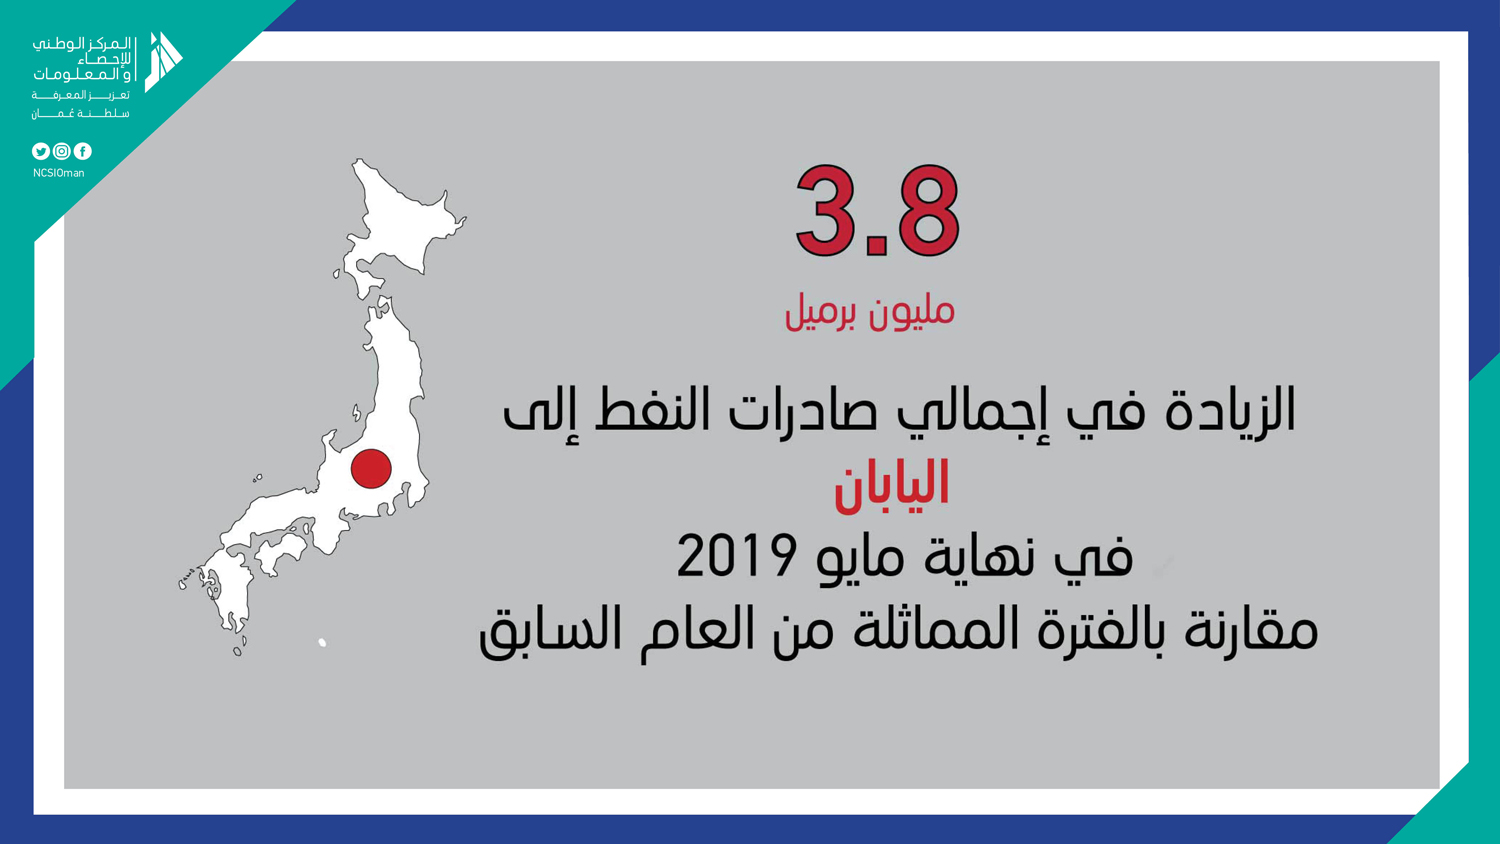 المركز الوطني
للإحصاء
والمعلومات
تعزيز المعرفة
سلطنة عُمان
NCSIOman
3.8
مليون برميل
الزيادة في إجمالي صادرات النفط إلى
اليابان
في نهاية مايو 2019
مقارنة بالفترة المماثلة من العام السابق